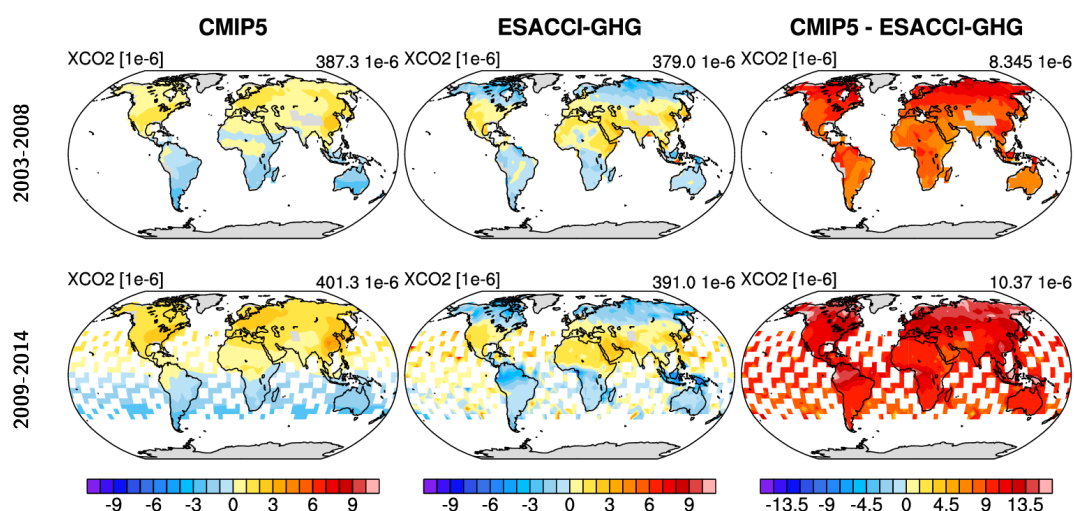 CMIP5 ESACCI-GHG CMIP5 - ESACCI-GHG
XCO2 [1e-6] 387.3 1e-6 XCO2 [1e-6] 379.0 1e-6 XCO2 [1e-6] 8.345 1e-6
2003-2008
XCO2 [1e-6] 401.3 1e-6 XCO2 [1e-6] 391.0 1e-6 XCO2 [1e-6] 10.37 1e-6
2009-2014
-9 -6 -3 0 3 6 9 -9 -6 -3 0 3 6 9 -13.5 -9 -4.5 0 4.5 9 13.5